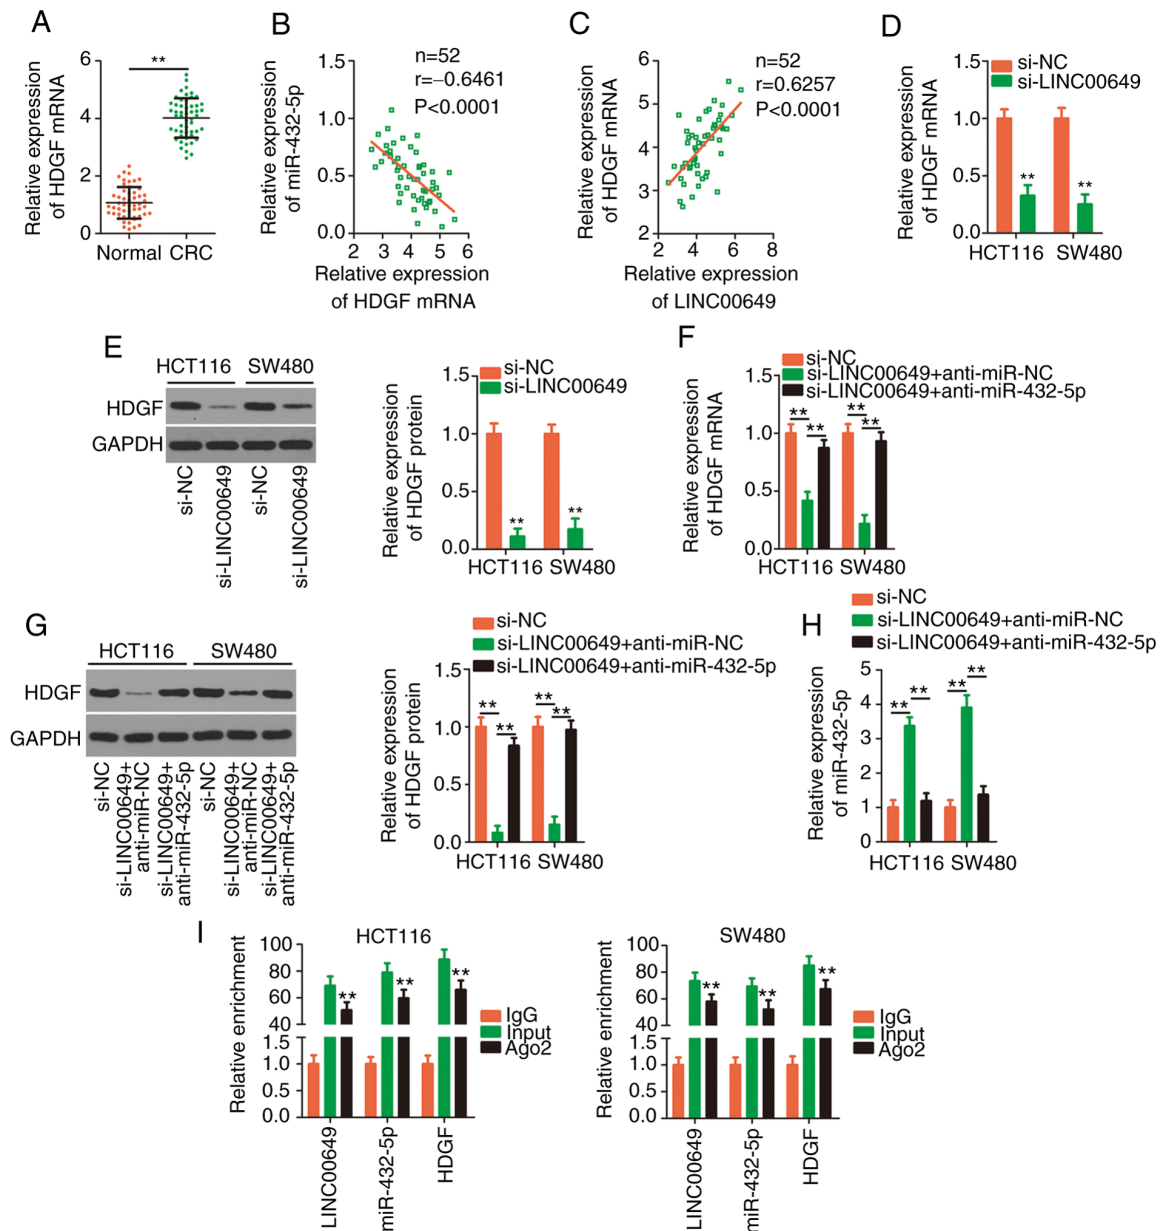 A
Relative expression
of HDGF mRNA
6
4
2
0
**
Normal CRC
B
Relative expression
of miR-432-5p
1.5
1.0
0.5
0.0
n=52
r=−0.6461
P<0.0001
2 3 4 5 6
Relative expression
of HDGF mRNA
C
Relative expression
of HDGF mRNA
6
5
4
3
2
n=52
r=0.6257
P<0.0001
2 4 6 8
Relative expression
of LINC00649
D
Relative expression
of HDGF mRNA
si-NC
si-LINC00649
1.5
1.0
0.5
0.0
** **
HCT116 SW480
E
HCT116 SW480
HDGF
GAPDH
si-NC
si-LINC00649
si-NC
si-LINC00649
Relative expression
of HDGF protein
si-NC
si-LINC00649
1.5
1.0
0.5
0.0
** **
HCT116 SW480
F
si-NC
si-LINC00649+anti-miR-NC
si-LINC00649+anti-miR-432-5p
Relative expression
of HDGF mRNA
1.5
1.0
0.5
0.0
** ** ** **
HCT116 SW480
G
HCT116 SW480
HDGF
GAPDH
si-NC
si-LINC00649+
anti-miR-NC
si-LINC00649+
anti-miR-432-5p
si-NC
si-LINC00649+
anti-miR-NC
si-LINC00649+
anti-miR-432-5p
si-NC
si-LINC00649+anti-miR-NC
si-LINC00649+anti-miR-432-5p
Relative expression
of HDGF protein
1.5
1.0
0.5
0.0
** ** ** **
HCT116 SW480
H
si-NC
si-LINC00649+anti-miR-NC
si-LINC00649+anti-miR-432-5p
Relative expression
of miR-432-5p
5
4
3
2
1
0
** ** ** **
HCT116 SW480
I
HCT116
Relative enrichment
100
80
60
40
1.5
1.0
0.5
0.0
** ** **
IgG
Input
Ago2
LINC00649
miR-432-5p
HDGF
SW480
Relative enrichment
100
80
60
40
1.5
1.0
0.5
0.0
** ** **
IgG
Input
Ago2
LINC00649
miR-432-5p
HDGF